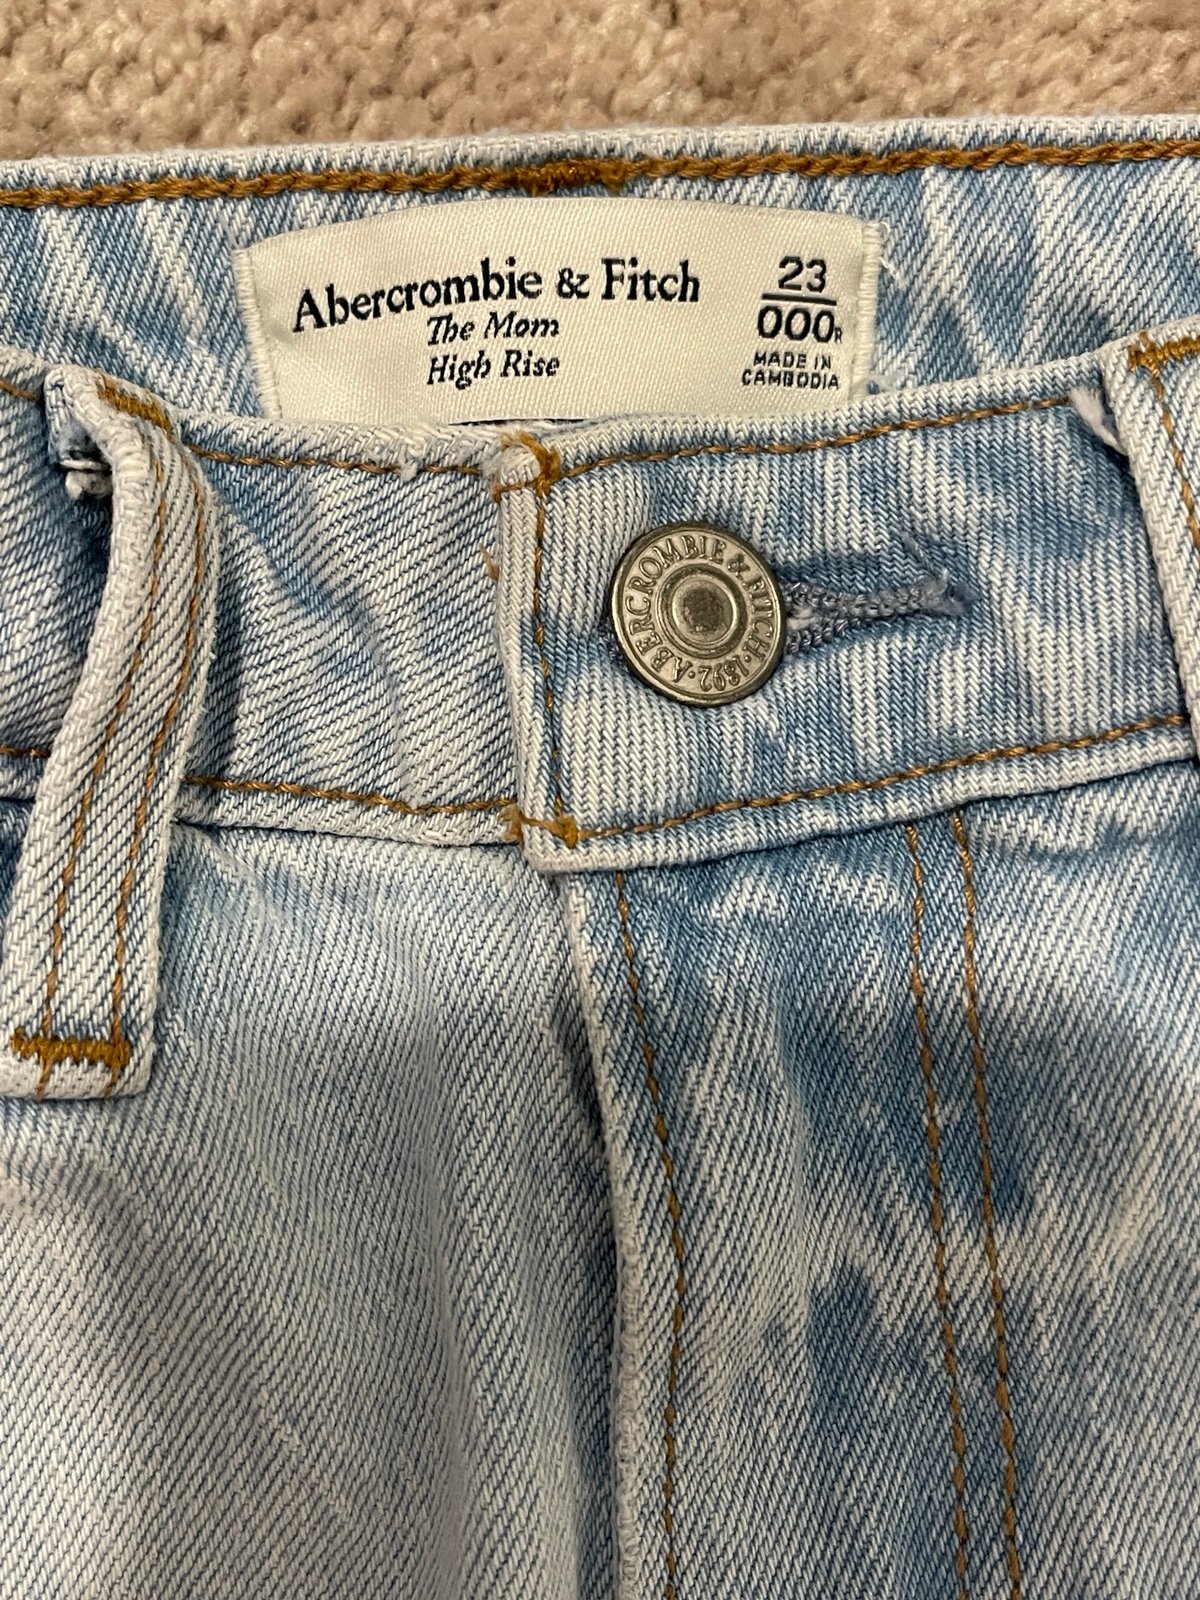 Abercrombie & Fitch
The Mom
High Rise
23
000R
MADE IN
CAMBODIA
ABERCROMBIE & FITCH · 1892 ·